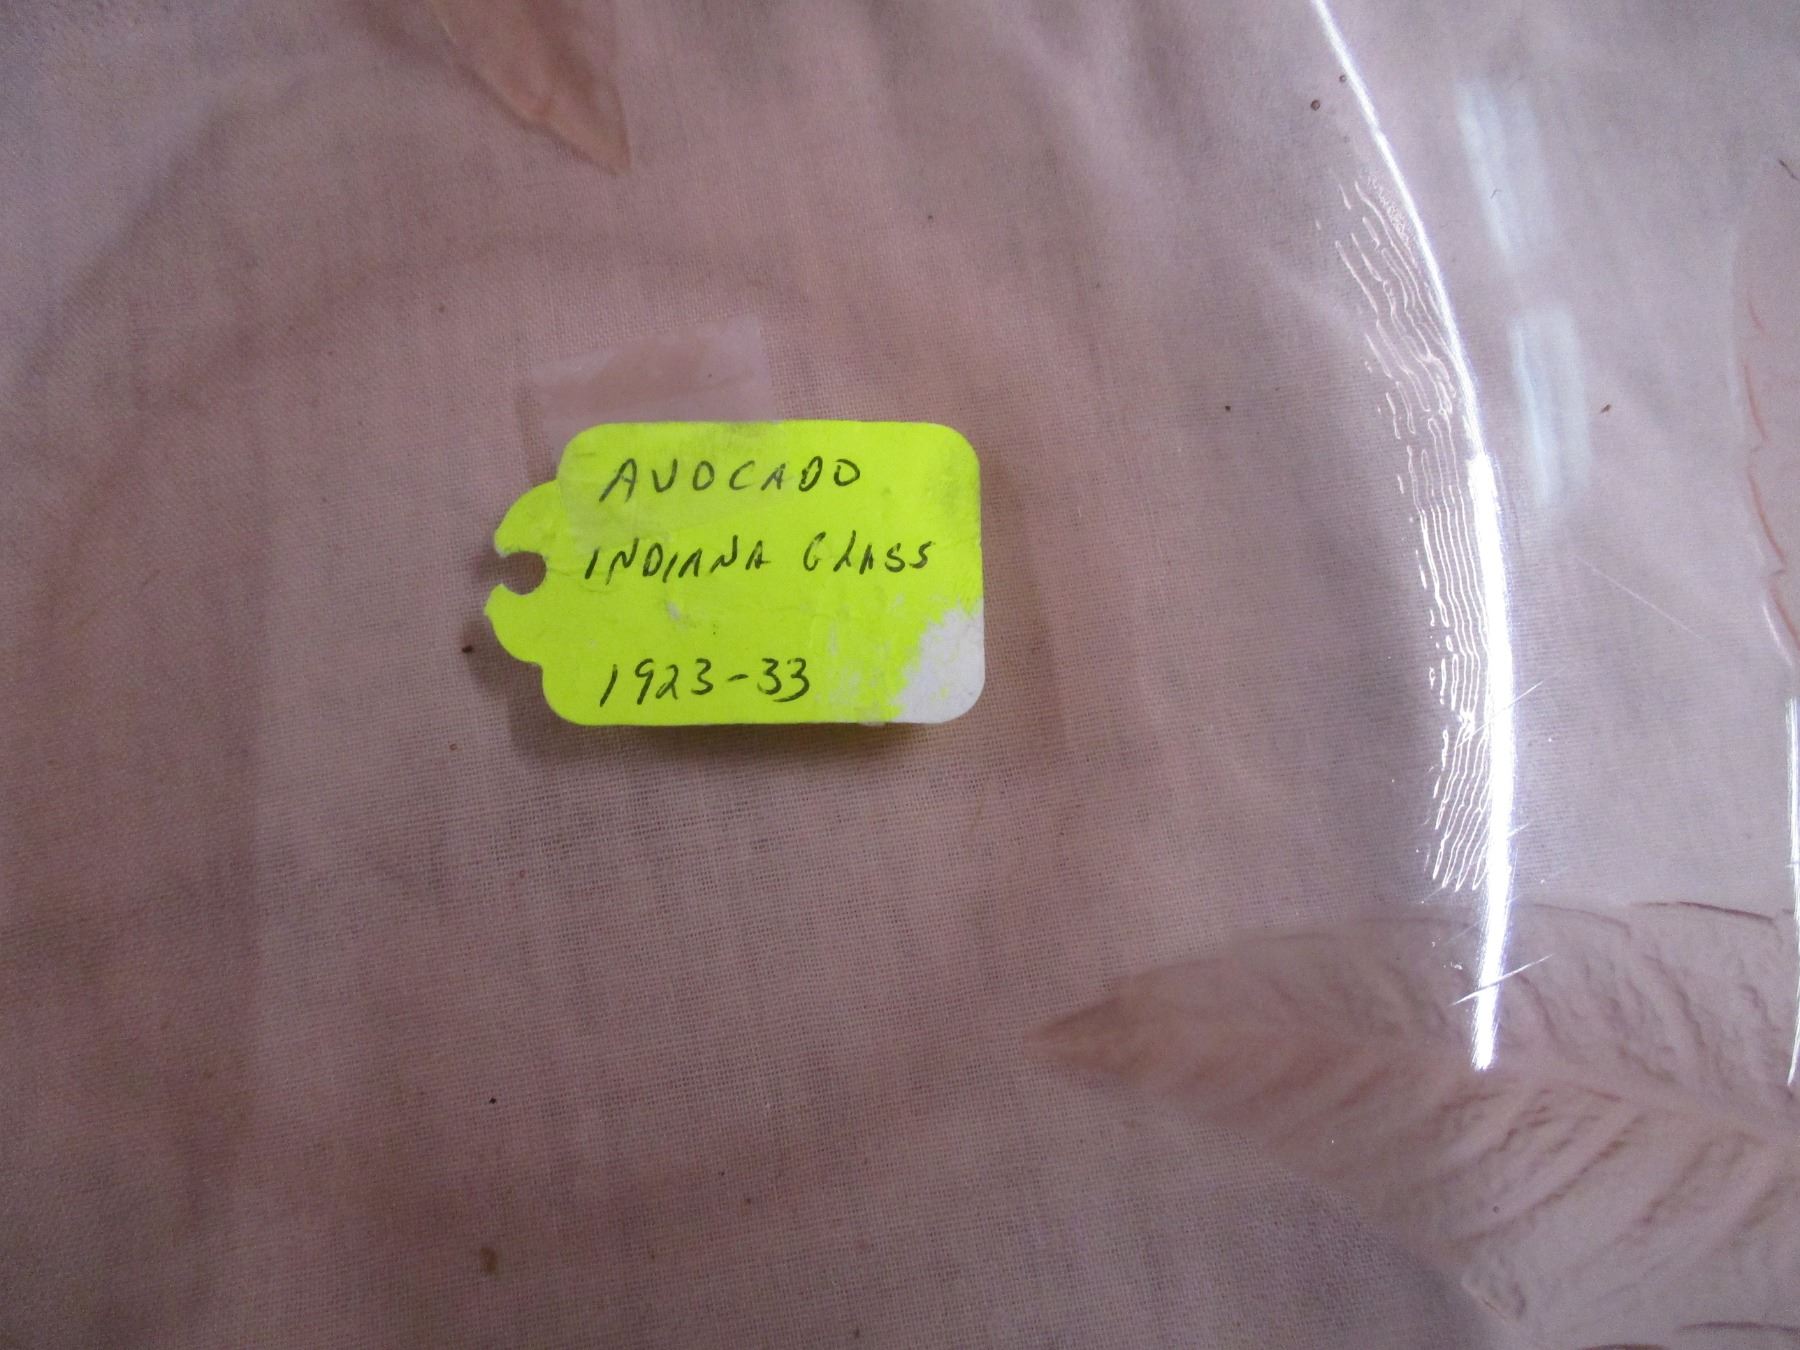 AVOCADO
INDIANA GLASS
1923-33